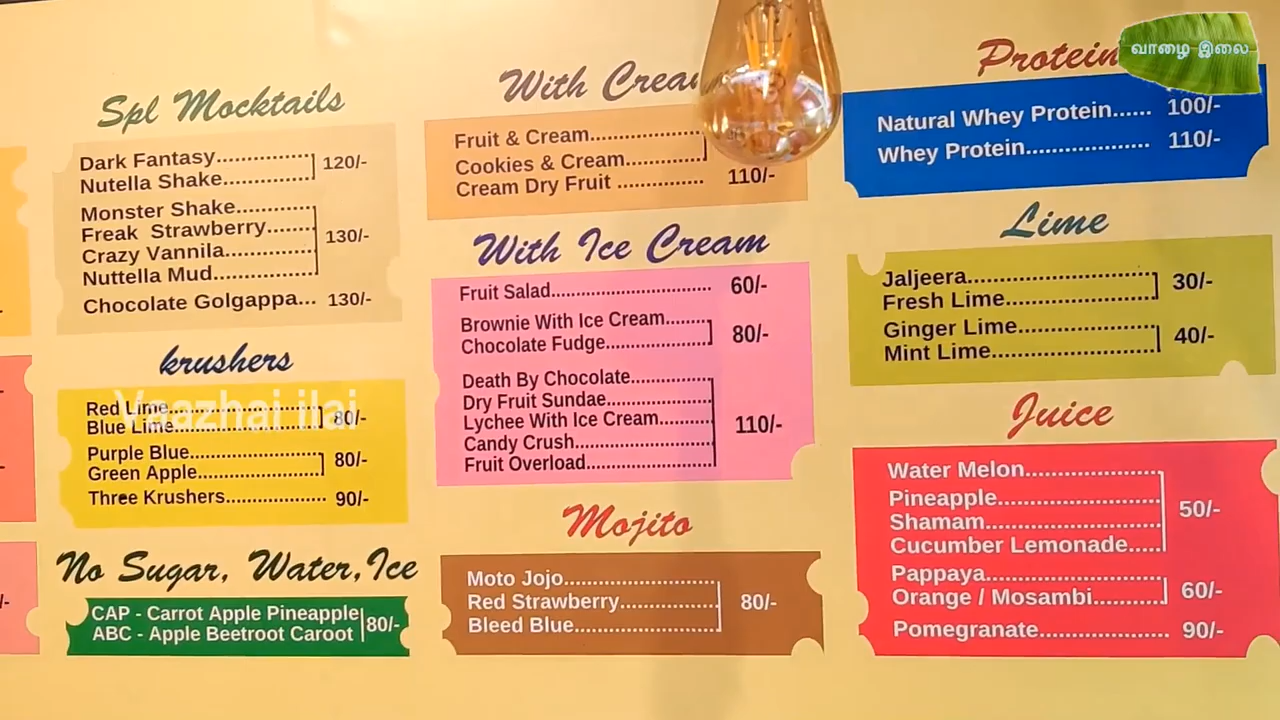 Spl Mocktails
Dark Fantasy................ 120/-
Nutella Shake...............
Monster Shake.............
Freak Strawberry........
Crazy Vannila............... 130/-
Nuttella Mud.................
Chocolate Golgappa... 130/-
krushers
Red Lime........................... 80/-
Blue Lime..........................
Purple Blue....................... 80/-
Green Apple.....................
Three Krushers.................. 90/-
No Sugar, Water,Ice
CAP - Carrot Apple Pineapple 80/-
ABC - Apple Beetroot Caroot
With Cream
Fruit & Cream....................
Cookies & Cream..............
Cream Dry Fruit ............... 110/-
With Ice Cream
Fruit Salad............................... 60/-
Brownie With Ice Cream......... 80/-
Chocolate Fudge.....................
Death By Chocolate................
Dry Fruit Sundae.....................
Lychee With Ice Cream........... 110/-
Candy Crush...........................
Fruit Overload.........................
Mojito
Moto Jojo..........................
Red Strawberry................. 80/-
Bleed Blue.........................
Protein
Natural Whey Protein...... 100/-
Whey Protein................... 110/-
Lime
Jaljeera............................. 30/-
Fresh Lime.......................
Ginger Lime..................... 40/-
Mint Lime.........................
Juice
Water Melon.....................
Pineapple......................... 50/-
Shamam...........................
Cucumber Lemonade.....
Pappaya........................... 60/-
Orange / Mosambi...........
Pomegranate................... 90/-
வாழை இலை
Vaazhai ilai